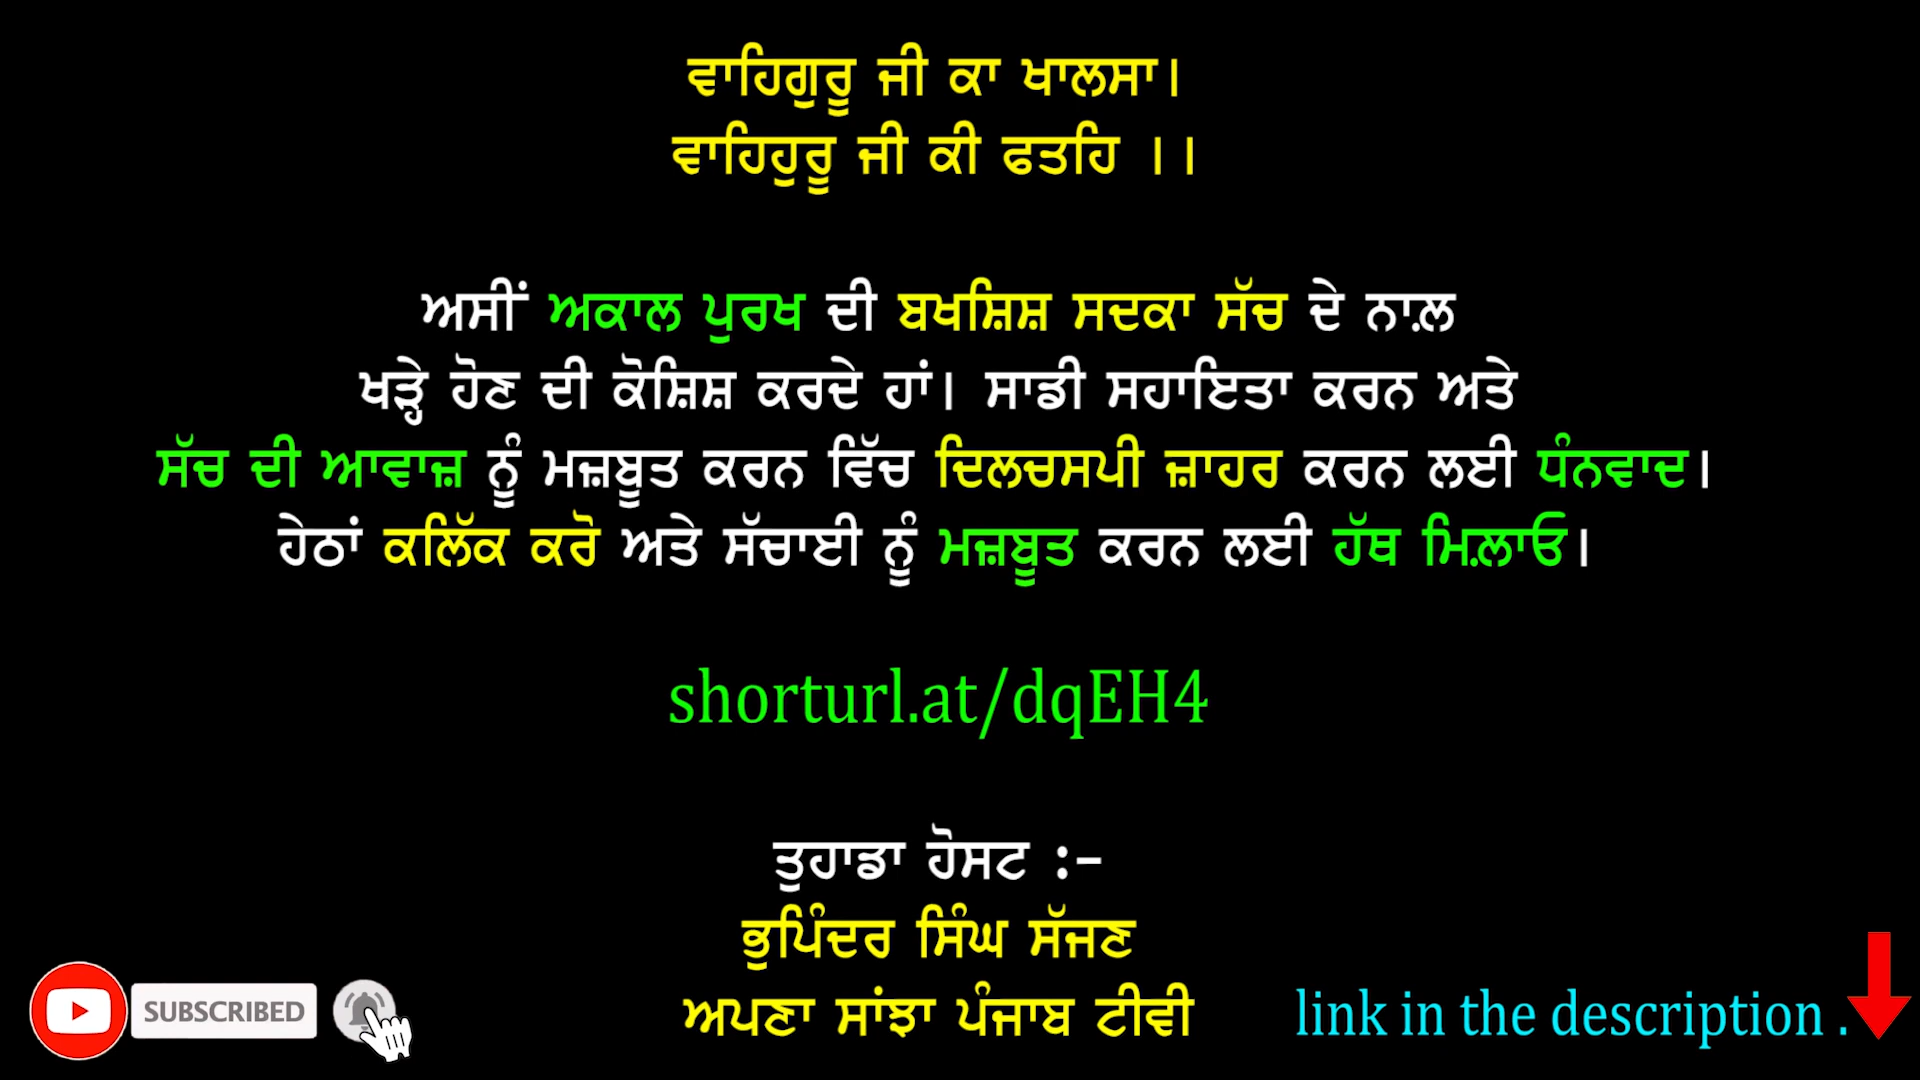 ਵਾਹਿਗੁਰੂ ਜੀ ਕਾ ਖਾਲਸਾ।
ਵਾਹਿਹੁਰੂ ਜੀ ਕੀ ਫਤਹਿ ।।
ਅਸੀਂ ਅਕਾਲ ਪੁਰਖ ਦੀ ਬਖਸ਼ਿਸ਼ ਸਦਕਾ ਸੱਚ ਦੇ ਨਾਲ਼
ਖੜ੍ਹੇ ਹੋਣ ਦੀ ਕੋਸ਼ਿਸ਼ ਕਰਦੇ ਹਾਂ। ਸਾਡੀ ਸਹਾਇਤਾ ਕਰਨ ਅਤੇ
ਸੱਚ ਦੀ ਆਵਾਜ਼ ਨੂੰ ਮਜ਼ਬੂਤ ਕਰਨ ਵਿੱਚ ਦਿਲਚਸਪੀ ਜ਼ਾਹਰ ਕਰਨ ਲਈ ਧੰਨਵਾਦ।
ਹੇਠਾਂ ਕਲਿੱਕ ਕਰੋ ਅਤੇ ਸੱਚਾਈ ਨੂੰ ਮਜ਼ਬੂਤ ਕਰਨ ਲਈ ਹੱਥ ਮਿਲ਼ਾਓ।
shorturl.at/dqEH4
ਤੁਹਾਡਾ ਹੋਸਟ :-
ਭੁਪਿੰਦਰ ਸਿੰਘ ਸੱਜਣ
ਅਪਣਾ ਸਾਂਝਾ ਪੰਜਾਬ ਟੀਵੀ
SUBSCRIBED
link in the description .